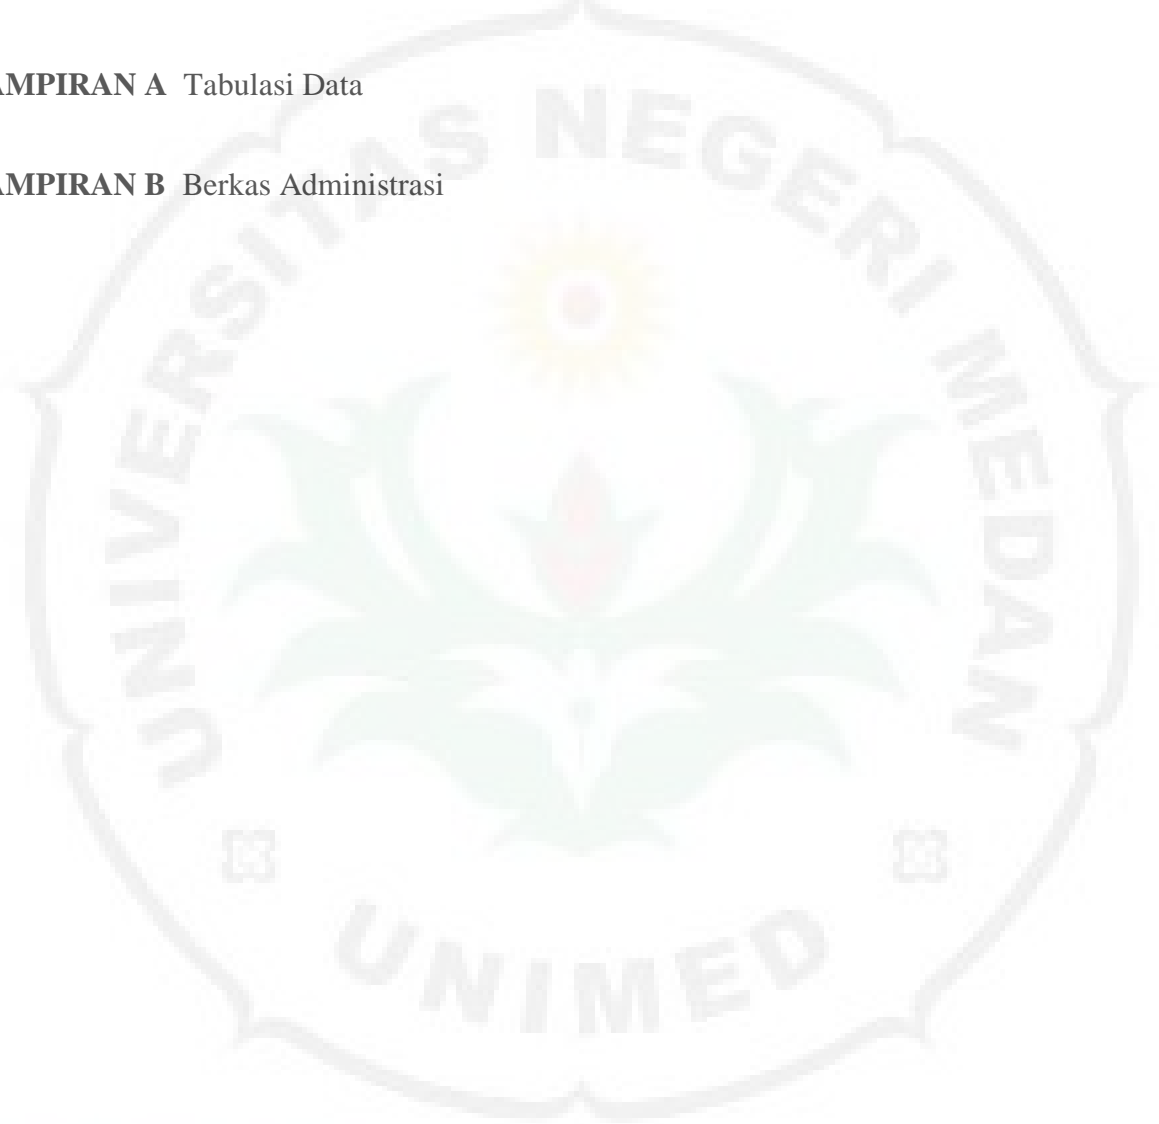 AMPIRAN A Tabulasi Data
AMPIRAN B Berkas Administrasi
UNIVERSITAS NEGERI MEDAN
UNIMED